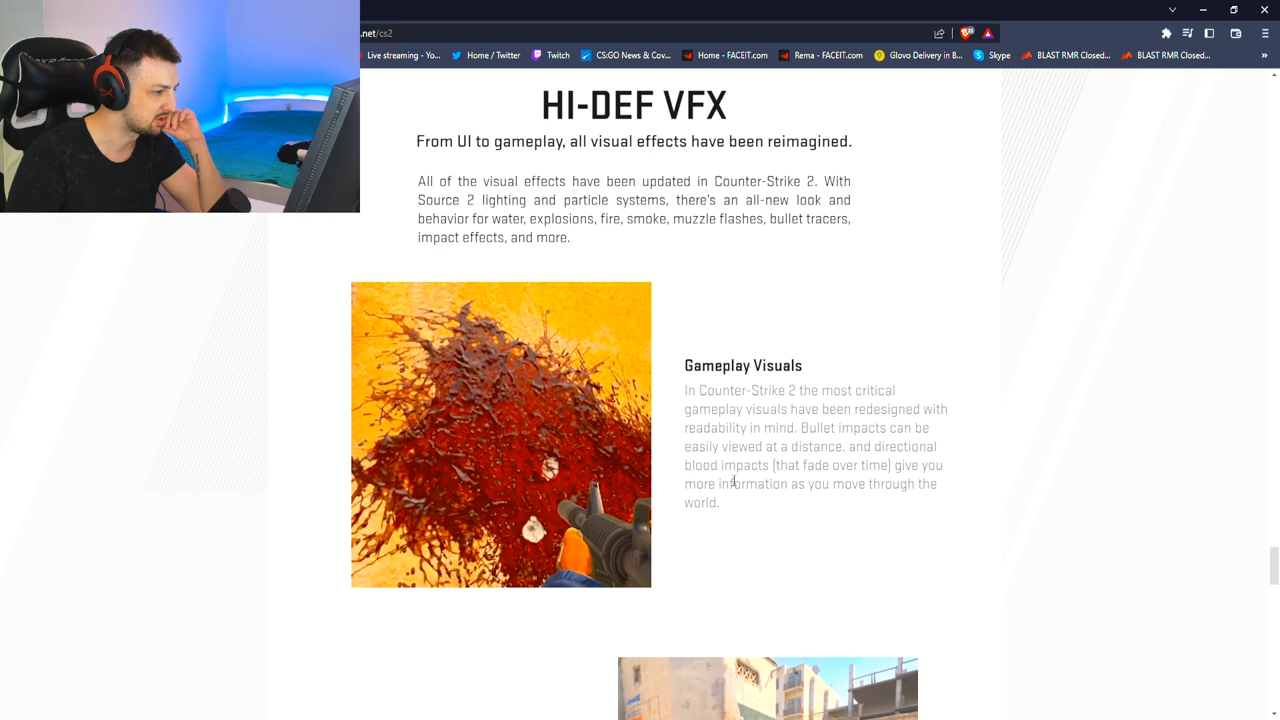 .net/cs2
Live streaming - Yo... Home / Twitter Twitch CS:GO News & Cov... Home - FACEIT.com Rema - FACEIT.com Glovo Delivery in B... Skype BLAST RMR Closed... BLAST RMR Closed... »
HI-DEF VFX
From UI to gameplay, all visual effects have been reimagined.
All of the visual effects have been updated in Counter-Strike 2. With
Source 2 lighting and particle systems, there's an all-new look and
behavior for water, explosions, fire, smoke, muzzle flashes, bullet tracers,
impact effects, and more.
Gameplay Visuals
In Counter-Strike 2 the most critical
gameplay visuals have been redesigned with
readability in mind. Bullet impacts can be
easily viewed at a distance, and directional
blood impacts (that fade over time) give you
more information as you move through the
world.